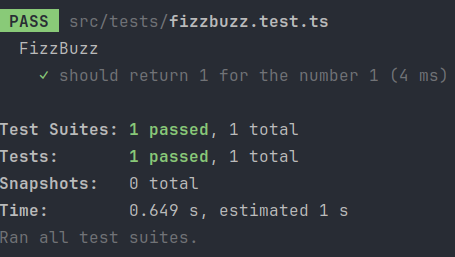 PASS src/tests/fizzbuzz.test.ts
FizzBuzz
✓ should return 1 for the number 1 (4 ms)
Test Suites: 1 passed, 1 total
Tests: 1 passed, 1 total
Snapshots: 0 total
Time: 0.649 s, estimated 1 s
Ran all test suites.